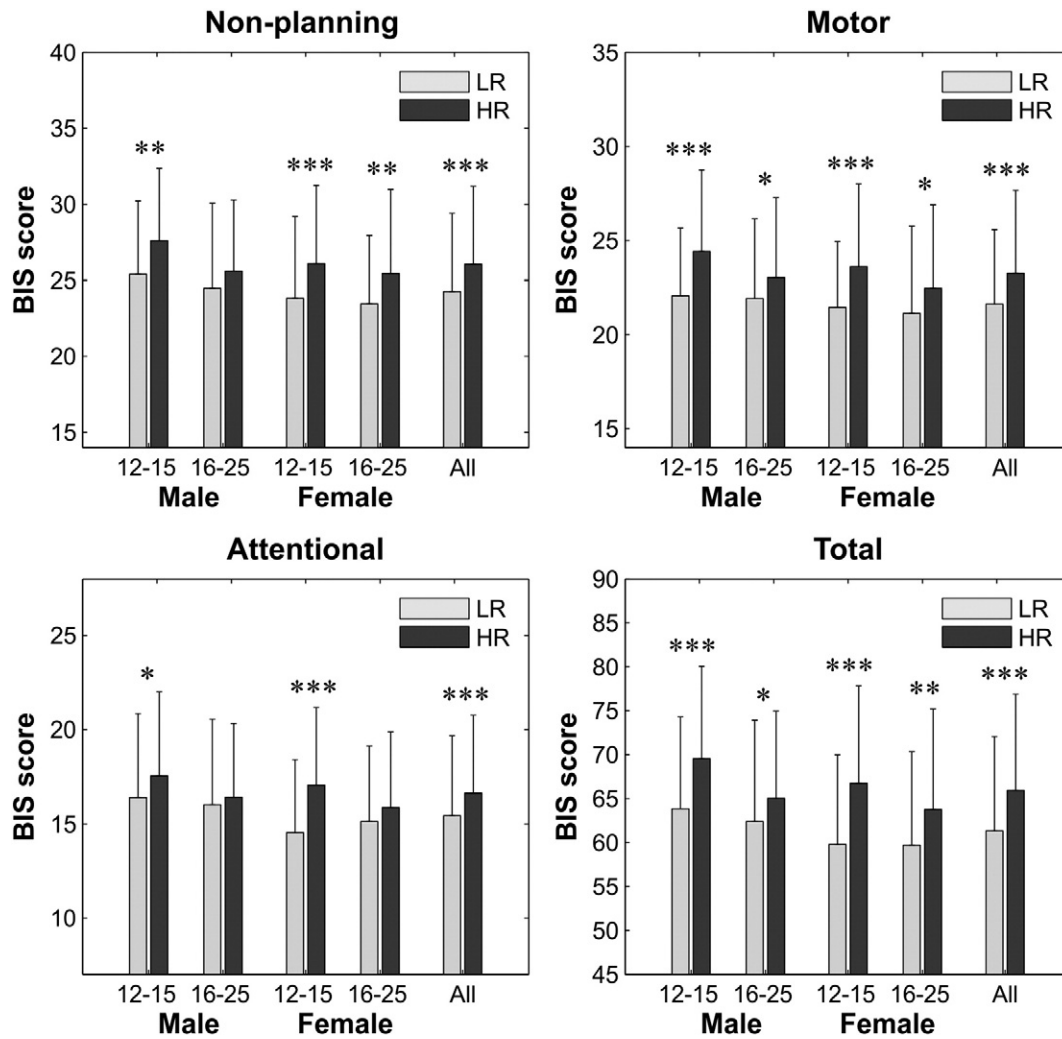 Non-planning
40
35
30
25
20
15
BIS score
LR
HR
** *** ** ***
12-15 16-25 12-15 16-25 All
Male Female
Motor
35
30
25
20
15
BIS score
LR
HR
*** * *** * ***
12-15 16-25 12-15 16-25 All
Male Female
Attentional
25
20
15
10
BIS score
LR
HR
* *** ***
12-15 16-25 12-15 16-25 All
Male Female
Total
90
85
80
75
70
65
60
55
50
45
BIS score
LR
HR
*** * *** ** ***
12-15 16-25 12-15 16-25 All
Male Female